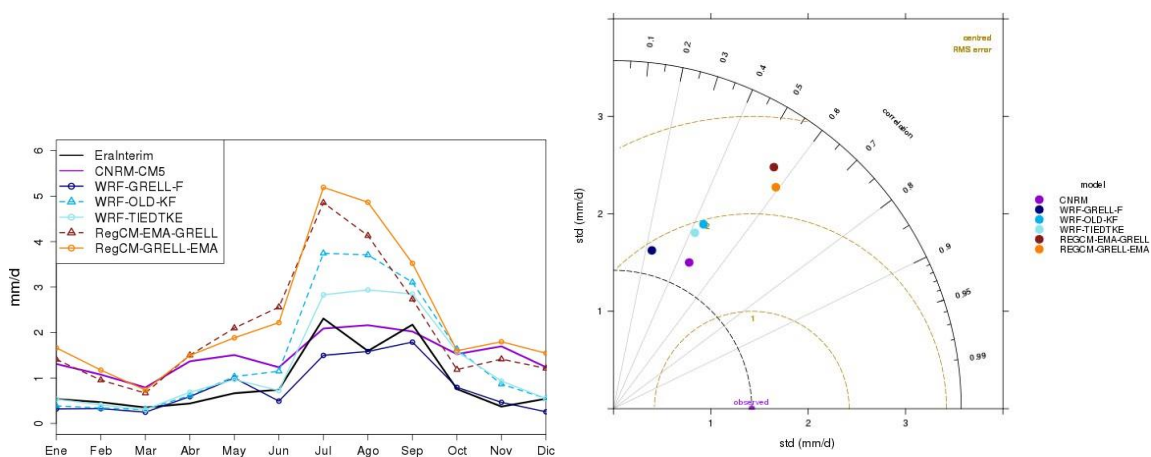 6
5
4
3
2
1
0
mm/d
EraInterim
CNRM-CM5
WRF-GRELL-F
WRF-OLD-KF
WRF-TIEDTKE
RegCM-EMA-GRELL
RegCM-GRELL-EMA
Ene Feb Mar Abr May Jun Jul Ago Sep Oct Nov Dic
centred
RMS error
0.1
0.2
0.4
0.5
0.6
0.7
0.8
0.9
0.95
0.99
correlation
3
2
1
std (mm/d)
2
1
observed
1 2 3
std (mm/d)
model
CNRM
WRF-GRELL-F
WRF-OLD-KF
WRF-TIEDTKE
REGCM-EMA-GRELL
REGCM-GRELL-EMA